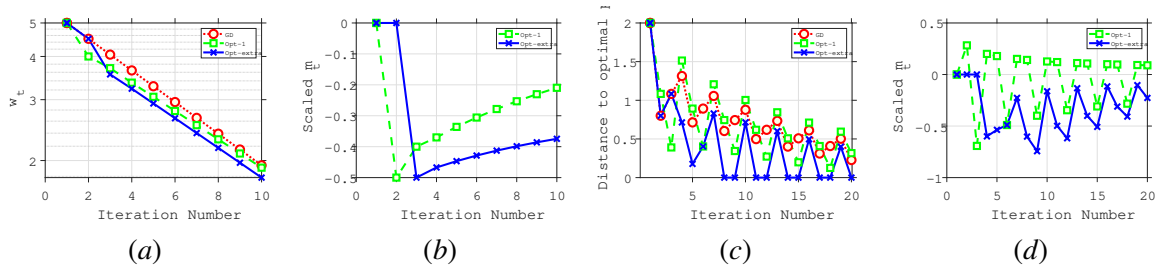 5
4
3
2
0
2
4
6
8
10
w_t
Iteration Number
GD
Opt-1
Opt-extra
(a)
0
−0.1
−0.2
−0.3
−0.4
−0.5
0
2
4
6
8
10
Scaled m_t
Iteration Number
Opt-1
Opt-extra
(b)
2
1.5
1
0.5
0
5
10
15
20
Distance to optimal
Iteration Number
GD
Opt-1
Opt-extra
(c)
0.5
0
−0.5
−1
0
5
10
15
20
Scaled m_t
Iteration Number
Opt-1
Opt-extra
(d)